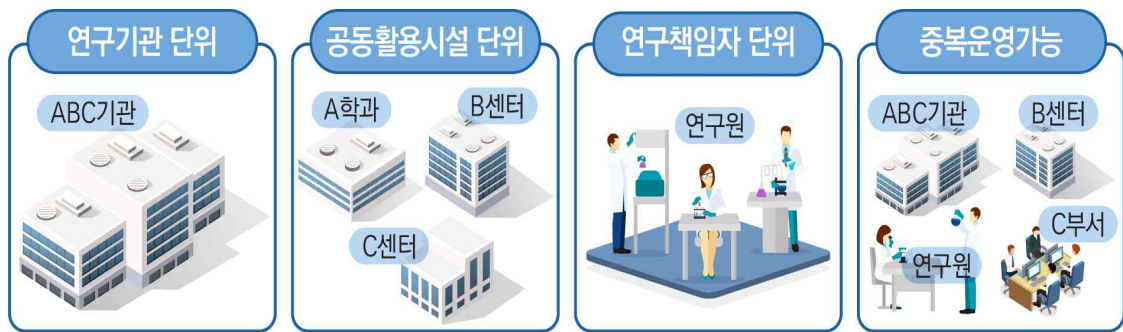 연구기관 단위
ABC기관
공동활용시설 단위
A학과
B센터
C센터
연구책임자 단위
연구원
중복운영가능
ABC기관
B센터
C부서
연구원